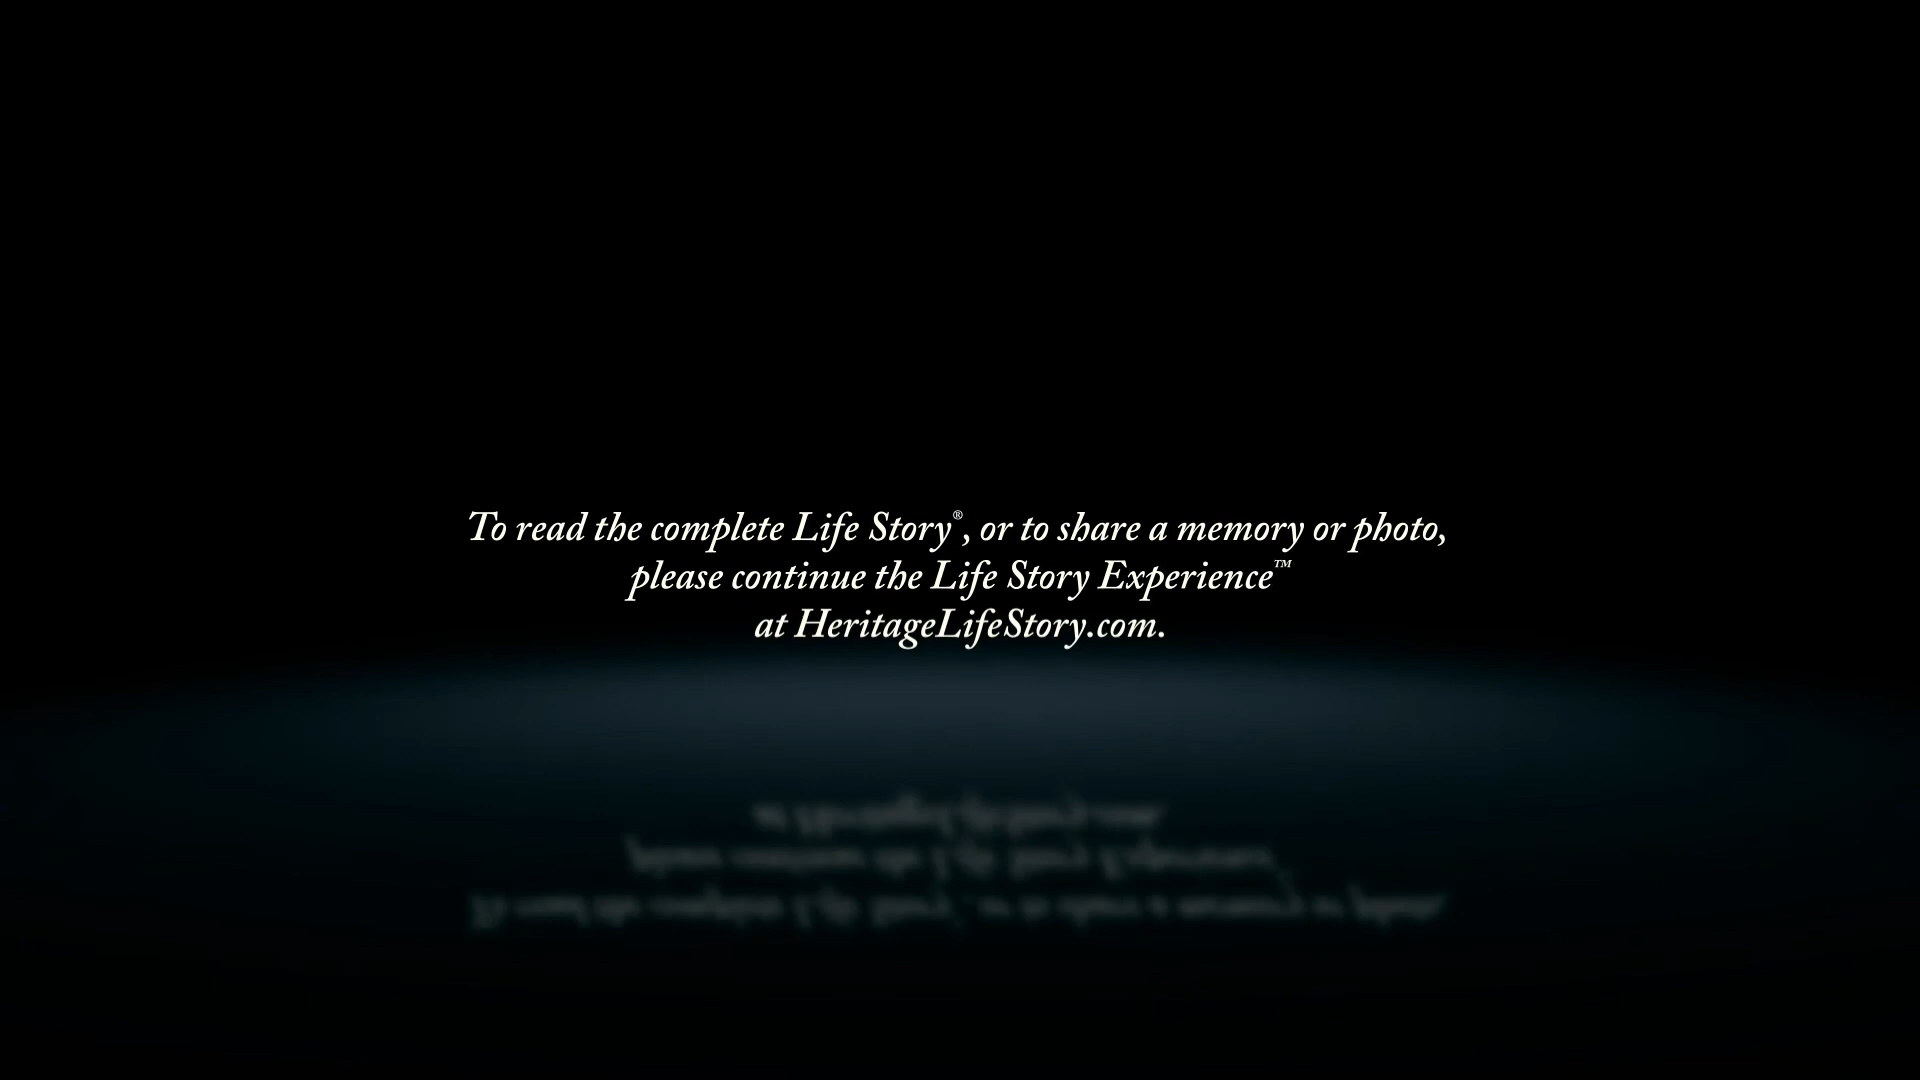 To read the complete Life Story®, or to share a memory or photo,
please continue the Life Story Experience™
at HeritageLifeStory.com.